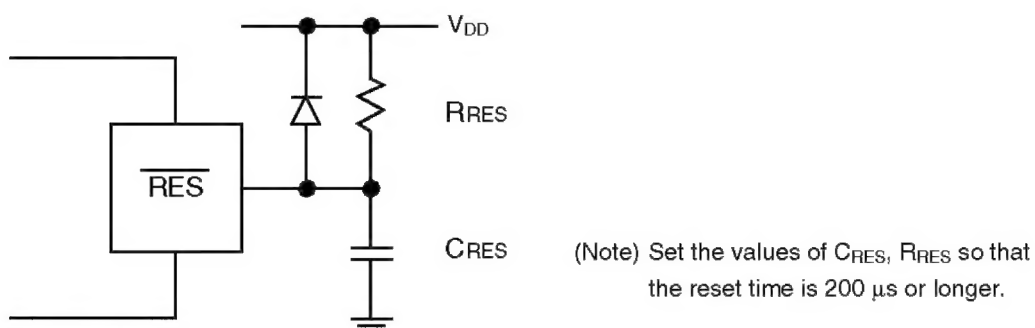 VDD
RRES
RES
CRES
(Note) Set the values of CRES, RRES so that
the reset time is 200 μs or longer.